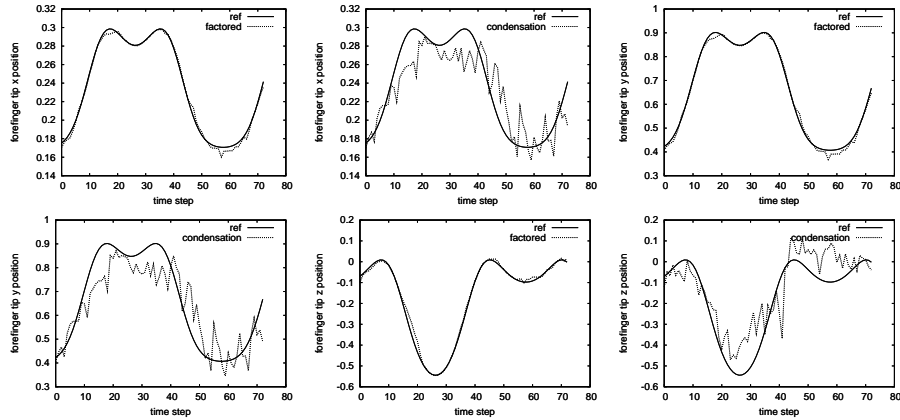 0.32
0.3
0.28
0.26
0.24
0.22
0.2
0.18
0.16
0.14
0 10 20 30 40 50 60 70 80
forefinger tip x position
time step
ref
factored
0.32
0.3
0.28
0.26
0.24
0.22
0.2
0.18
0.16
0.14
0 10 20 30 40 50 60 70 80
forefinger tip x position
time step
ref
condensation
1
0.9
0.8
0.7
0.6
0.5
0.4
0.3
0 10 20 30 40 50 60 70 80
forefinger tip y position
time step
ref
factored
1
0.9
0.8
0.7
0.6
0.5
0.4
0.3
0 10 20 30 40 50 60 70 80
forefinger tip y position
time step
ref
condensation
0.2
0.1
0
-0.1
-0.2
-0.3
-0.4
-0.5
-0.6
0 10 20 30 40 50 60 70 80
forefinger tip z position
time step
ref
factored
0.2
0.1
0
-0.1
-0.2
-0.3
-0.4
-0.5
-0.6
0 10 20 30 40 50 60 70 80
forefinger tip z position
time step
ref
condensation